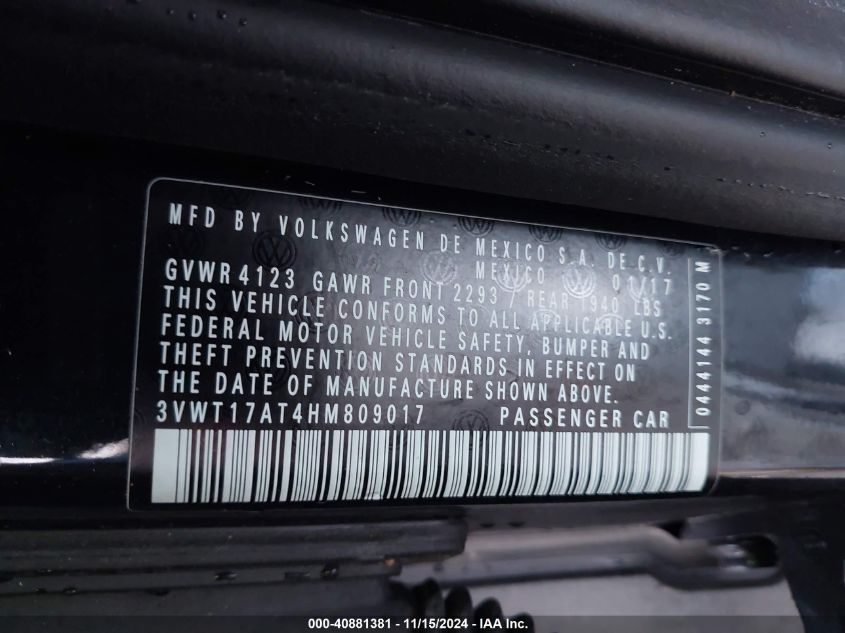 MFD BY VOLKSWAGEN DE MEXICO S.A. DE C.V.
MEXICO 01/17
GVWR 4123 GAWR FRONT 2293 / REAR 1940 LBS
THIS VEHICLE CONFORMS TO ALL APPLICABLE U.S.
FEDERAL MOTOR VEHICLE SAFETY, BUMPER AND
THEFT PREVENTION STANDARDS IN EFFECT ON
THE DATE OF MANUFACTURE SHOWN ABOVE.
3VWT17AT4HM809017 PASSENGER CAR
0444144 3170 M
000-40881381 - 11/15/2024 - IAA Inc.